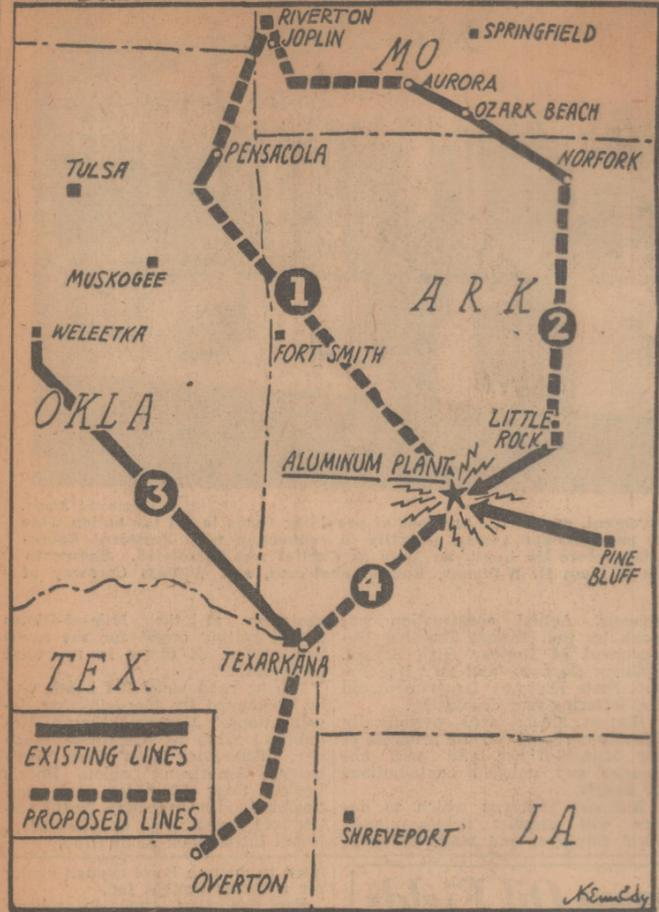 RIVERTON
JOPLIN
MO
SPRINGFIELD
AURORA
OZARK BEACH
PENSACOLA
NORFORK
TULSA
MUSKOGEE
1
ARK
2
WELEETKA
FORT SMITH
OKLA
LITTLE
ROCK
ALUMINUM PLANT
3
PINE
BLUFF
4
TEXARKANA
TEX.
EXISTING LINES
PROPOSED LINES
SHREVEPORT
LA
OVERTON
Kennedy